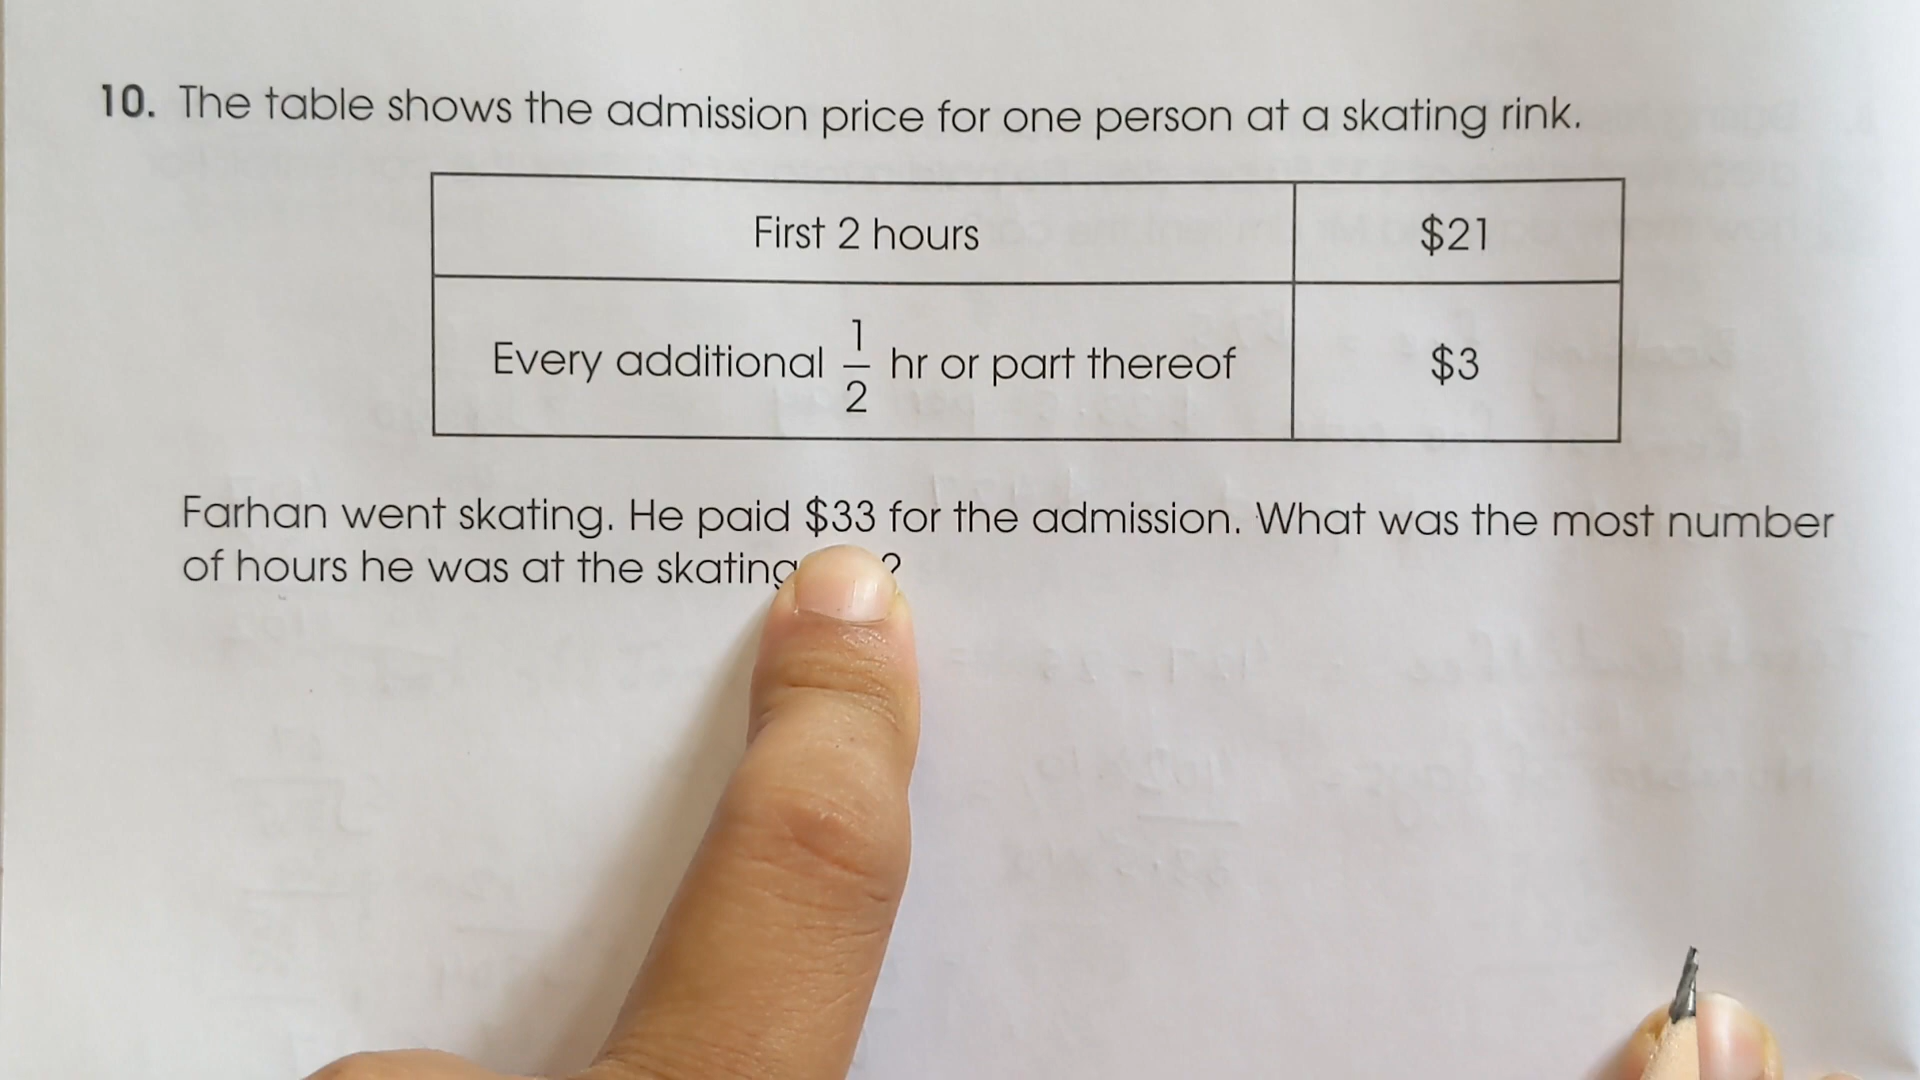 10. The table shows the admission price for one person at a skating rink.
First 2 hours $21
Every additional 1/2 hr or part thereof $3
Farhan went skating. He paid $33 for the admission. What was the most number
of hours he was at the skating ?